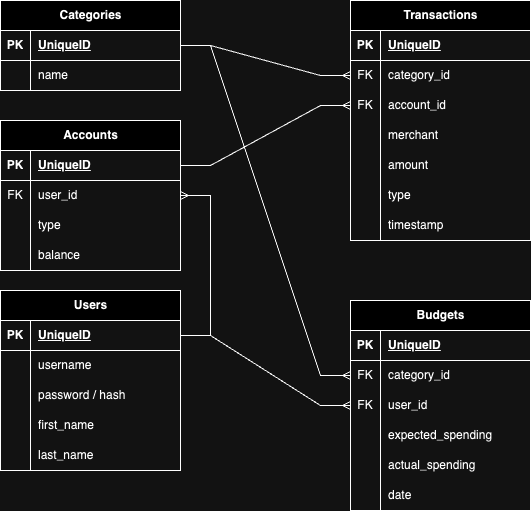 Categories
PK UniqueID
name
Accounts
PK UniqueID
FK user_id
type
balance
Users
PK UniqueID
username
password / hash
first_name
last_name
Transactions
PK UniqueID
FK category_id
FK account_id
merchant
amount
type
timestamp
Budgets
PK UniqueID
FK category_id
FK user_id
expected_spending
actual_spending
date